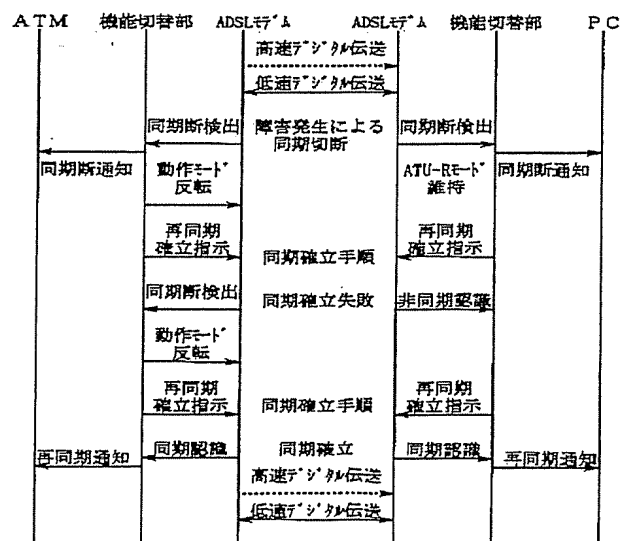 ATM 機能切替部 ADSLモデム ADSLモデム 機能切替部 PC
高速デジタル伝送
低速デジタル伝送
同期断検出 障害発生による 同期断検出
同期切断
同期断通知 動作モード ATU-Rモード 同期断通知
反転 維持
再同期 再同期
確立指示 同期確立手順 確立指示
同期断検出 同期確立失敗 非同期認識
動作モード
反転
再同期 再同期
確立指示 同期確立手順 確立指示
再同期通知 同期認識 同期確立 同期認識 再同期通知
高速デジタル伝送
低速デジタル伝送